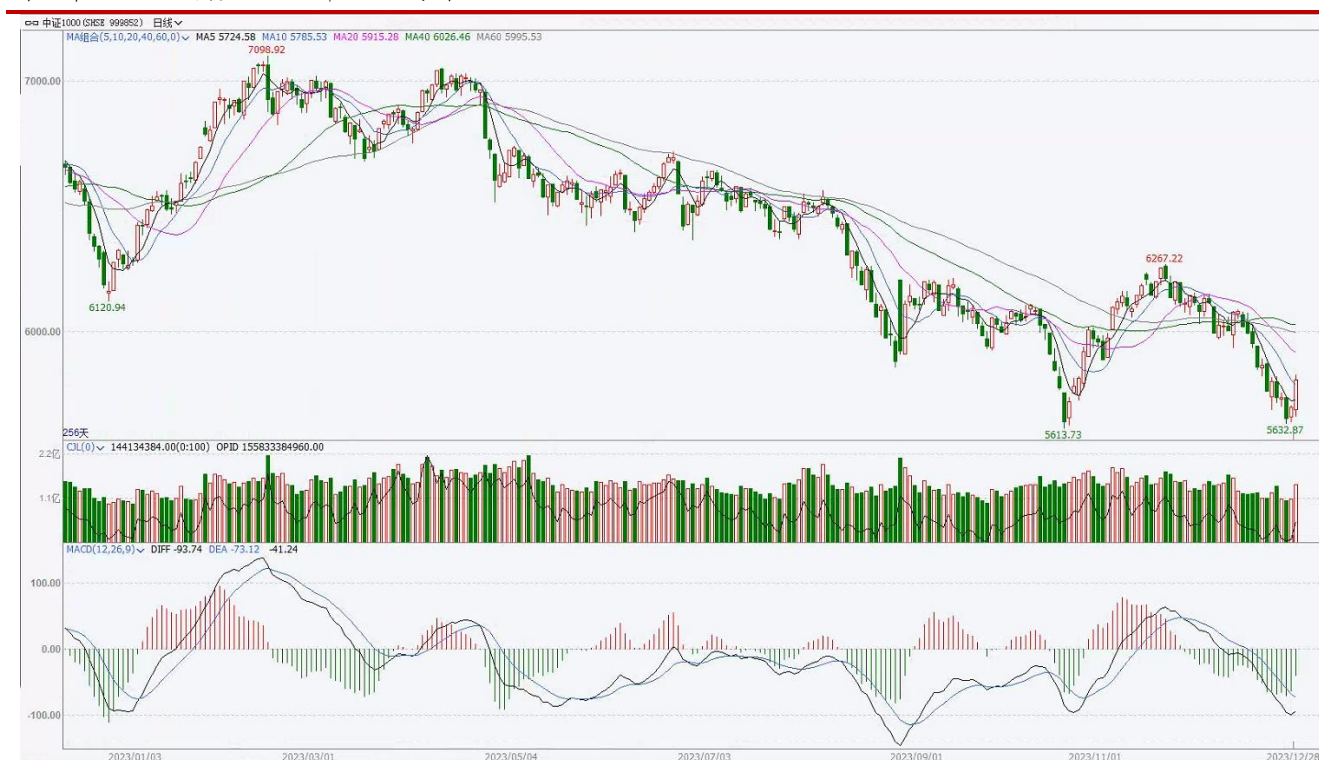 中证1000(SHSE 999852) 日线
MA组合(5,10,20,40,60,0) MA5 5724.58 MA10 5785.53 MA20 5915.28 MA40 6026.46 MA60 5995.53
7098.92
7000.00
6120.94
6267.22
6000.00
5613.73
5632.87
256天
CJL(0) 144134384.00(0:100) OPID 155833384960.00
2.2亿
1.1亿
MACD(12,26,9) DIFF -93.74 DEA -73.12 -41.24
100.00
0.00
-100.00
2023/01/03 2023/03/01 2023/05/04 2023/07/03 2023/09/01 2023/11/01 2023/12/28